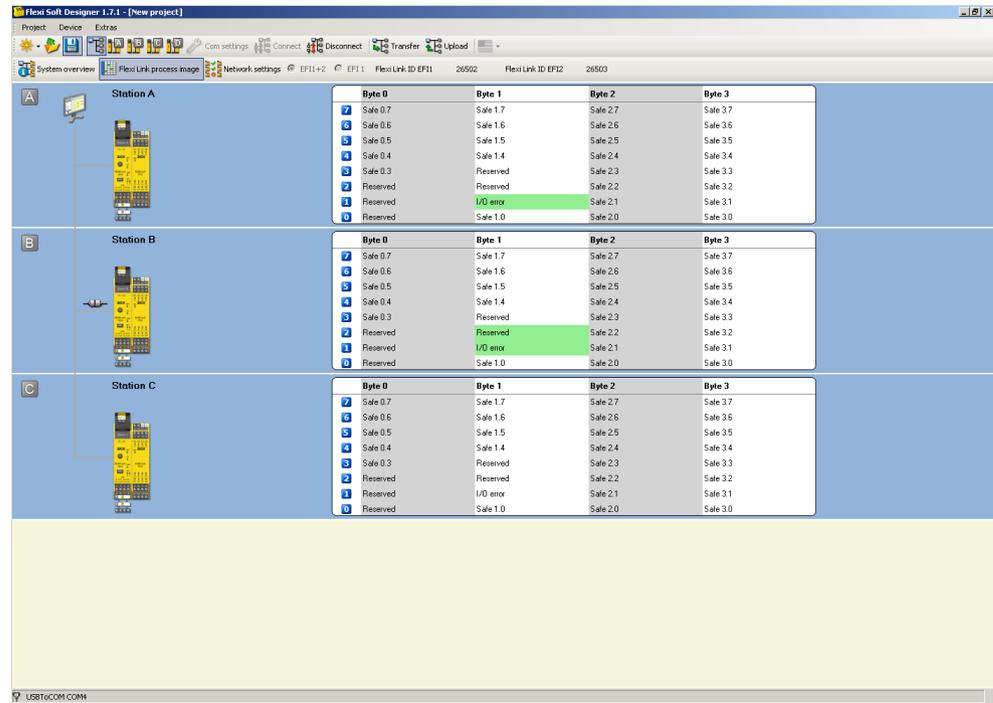 Flexi Soft Designer 1.7.1 - [New project]
Project Device Extras
Com settings Connect Disconnect Transfer Upload
System overview Flexi Link process image Network settings EFI1+2 EFI 1 Flexi Link ID EFI1 26502 Flexi Link ID EFI2 26503
A Station A
Byte 0 Byte 1 Byte 2 Byte 3
7 Safe 0.7 Safe 1.7 Safe 2.7 Safe 3.7
6 Safe 0.6 Safe 1.6 Safe 2.6 Safe 3.6
5 Safe 0.5 Safe 1.5 Safe 2.5 Safe 3.5
4 Safe 0.4 Safe 1.4 Safe 2.4 Safe 3.4
3 Safe 0.3 Reserved Safe 2.3 Safe 3.3
2 Reserved Reserved Safe 2.2 Safe 3.2
1 Reserved I/O error Safe 2.1 Safe 3.1
0 Reserved Safe 1.0 Safe 2.0 Safe 3.0
B Station B
Byte 0 Byte 1 Byte 2 Byte 3
7 Safe 0.7 Safe 1.7 Safe 2.7 Safe 3.7
6 Safe 0.6 Safe 1.6 Safe 2.6 Safe 3.6
5 Safe 0.5 Safe 1.5 Safe 2.5 Safe 3.5
4 Safe 0.4 Safe 1.4 Safe 2.4 Safe 3.4
3 Safe 0.3 Reserved Safe 2.3 Safe 3.3
2 Reserved Reserved Safe 2.2 Safe 3.2
1 Reserved I/O error Safe 2.1 Safe 3.1
0 Reserved Safe 1.0 Safe 2.0 Safe 3.0
C Station C
Byte 0 Byte 1 Byte 2 Byte 3
7 Safe 0.7 Safe 1.7 Safe 2.7 Safe 3.7
6 Safe 0.6 Safe 1.6 Safe 2.6 Safe 3.6
5 Safe 0.5 Safe 1.5 Safe 2.5 Safe 3.5
4 Safe 0.4 Safe 1.4 Safe 2.4 Safe 3.4
3 Safe 0.3 Reserved Safe 2.3 Safe 3.3
2 Reserved Reserved Safe 2.2 Safe 3.2
1 Reserved I/O error Safe 2.1 Safe 3.1
0 Reserved Safe 1.0 Safe 2.0 Safe 3.0
USBToCOM COM4